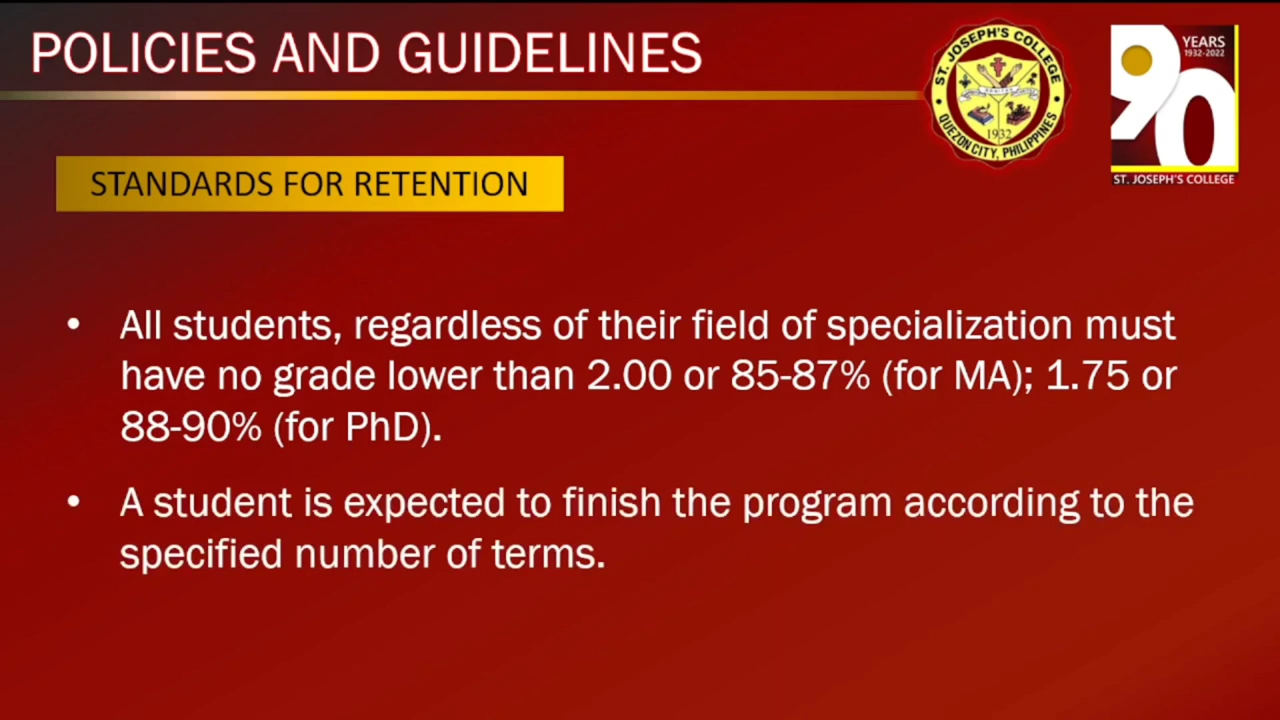 POLICIES AND GUIDELINES
ST. JOSEPH'S COLLEGE
QUEZON CITY, PHILIPPINES
1932
90
YEARS
1932-2022
ST. JOSEPH'S COLLEGE
STANDARDS FOR RETENTION
• All students, regardless of their field of specialization must
have no grade lower than 2.00 or 85-87% (for MA); 1.75 or
88-90% (for PhD).
• A student is expected to finish the program according to the
specified number of terms.